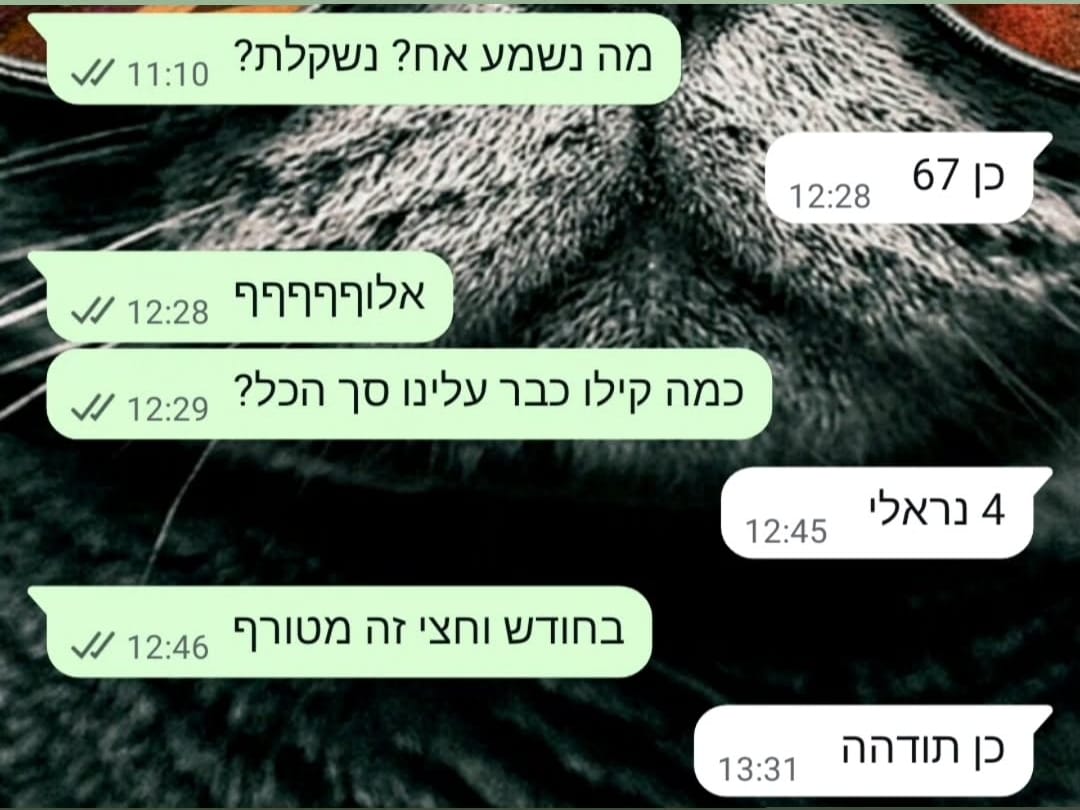 מה נשמע אח? נשקלת?
11:10
כן 67
12:28
אלוףףףףףף
12:28
כמה קילו כבר עלינו סך הכל?
12:29
4 נראלי
12:45
בחודש וחצי זה מטורף
12:46
כן תודהה
13:31